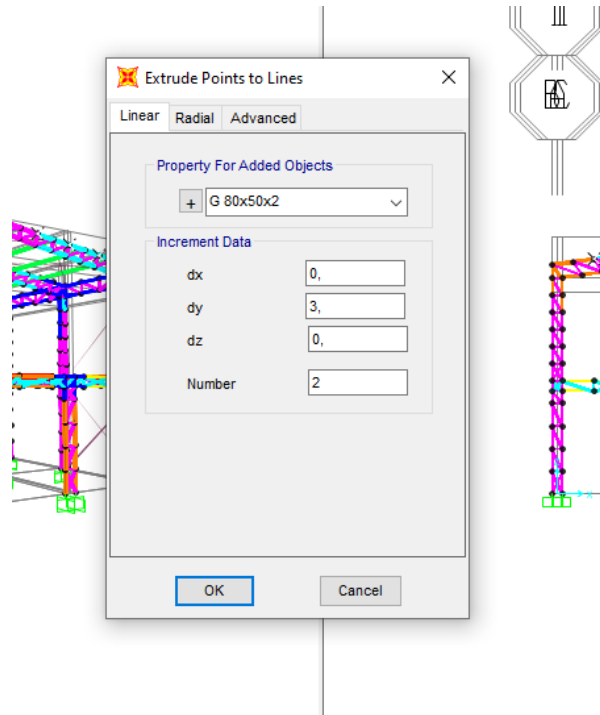 Extrude Points to Lines
Linear Radial Advanced
Property For Added Objects
+ G 80x50x2
Increment Data
dx 0,
dy 3,
dz 0,
Number 2
OK Cancel